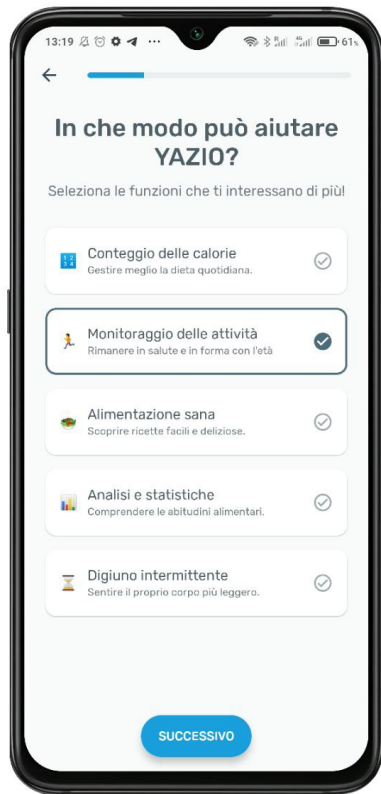 13:19 ... 61%
In che modo può aiutare
YAZIO?
Seleziona le funzioni che ti interessano di più!
Conteggio delle calorie
Gestire meglio la dieta quotidiana.
Monitoraggio delle attività
Rimanere in salute e in forma con l'età
Alimentazione sana
Scoprire ricette facili e deliziose.
Analisi e statistiche
Comprendere le abitudini alimentari.
Digiuno intermittente
Sentire il proprio corpo più leggero.
SUCCESSIVO